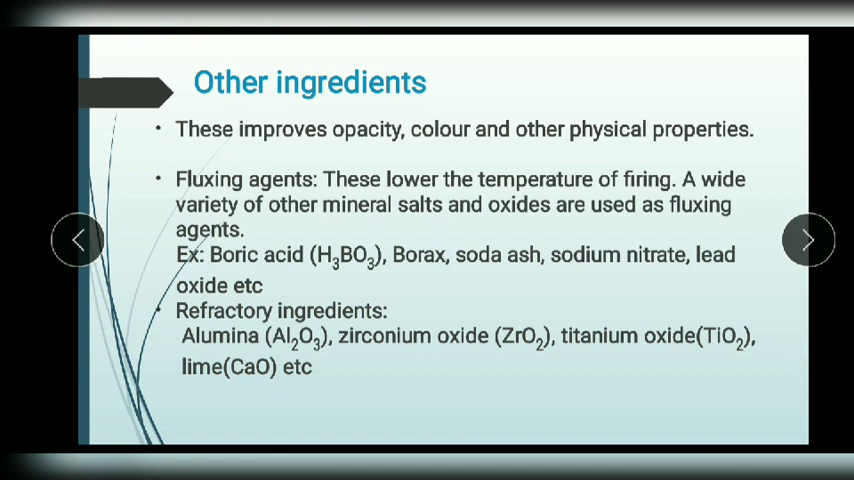 Other ingredients
• These improves opacity, colour and other physical properties.
• Fluxing agents: These lower the temperature of firing. A wide
variety of other mineral salts and oxides are used as fluxing
agents.
Ex: Boric acid (H₃BO₃), Borax, soda ash, sodium nitrate, lead
oxide etc
• Refractory ingredients:
Alumina (Al₂O₃), zirconium oxide (ZrO₂), titanium oxide(TiO₂),
lime(CaO) etc